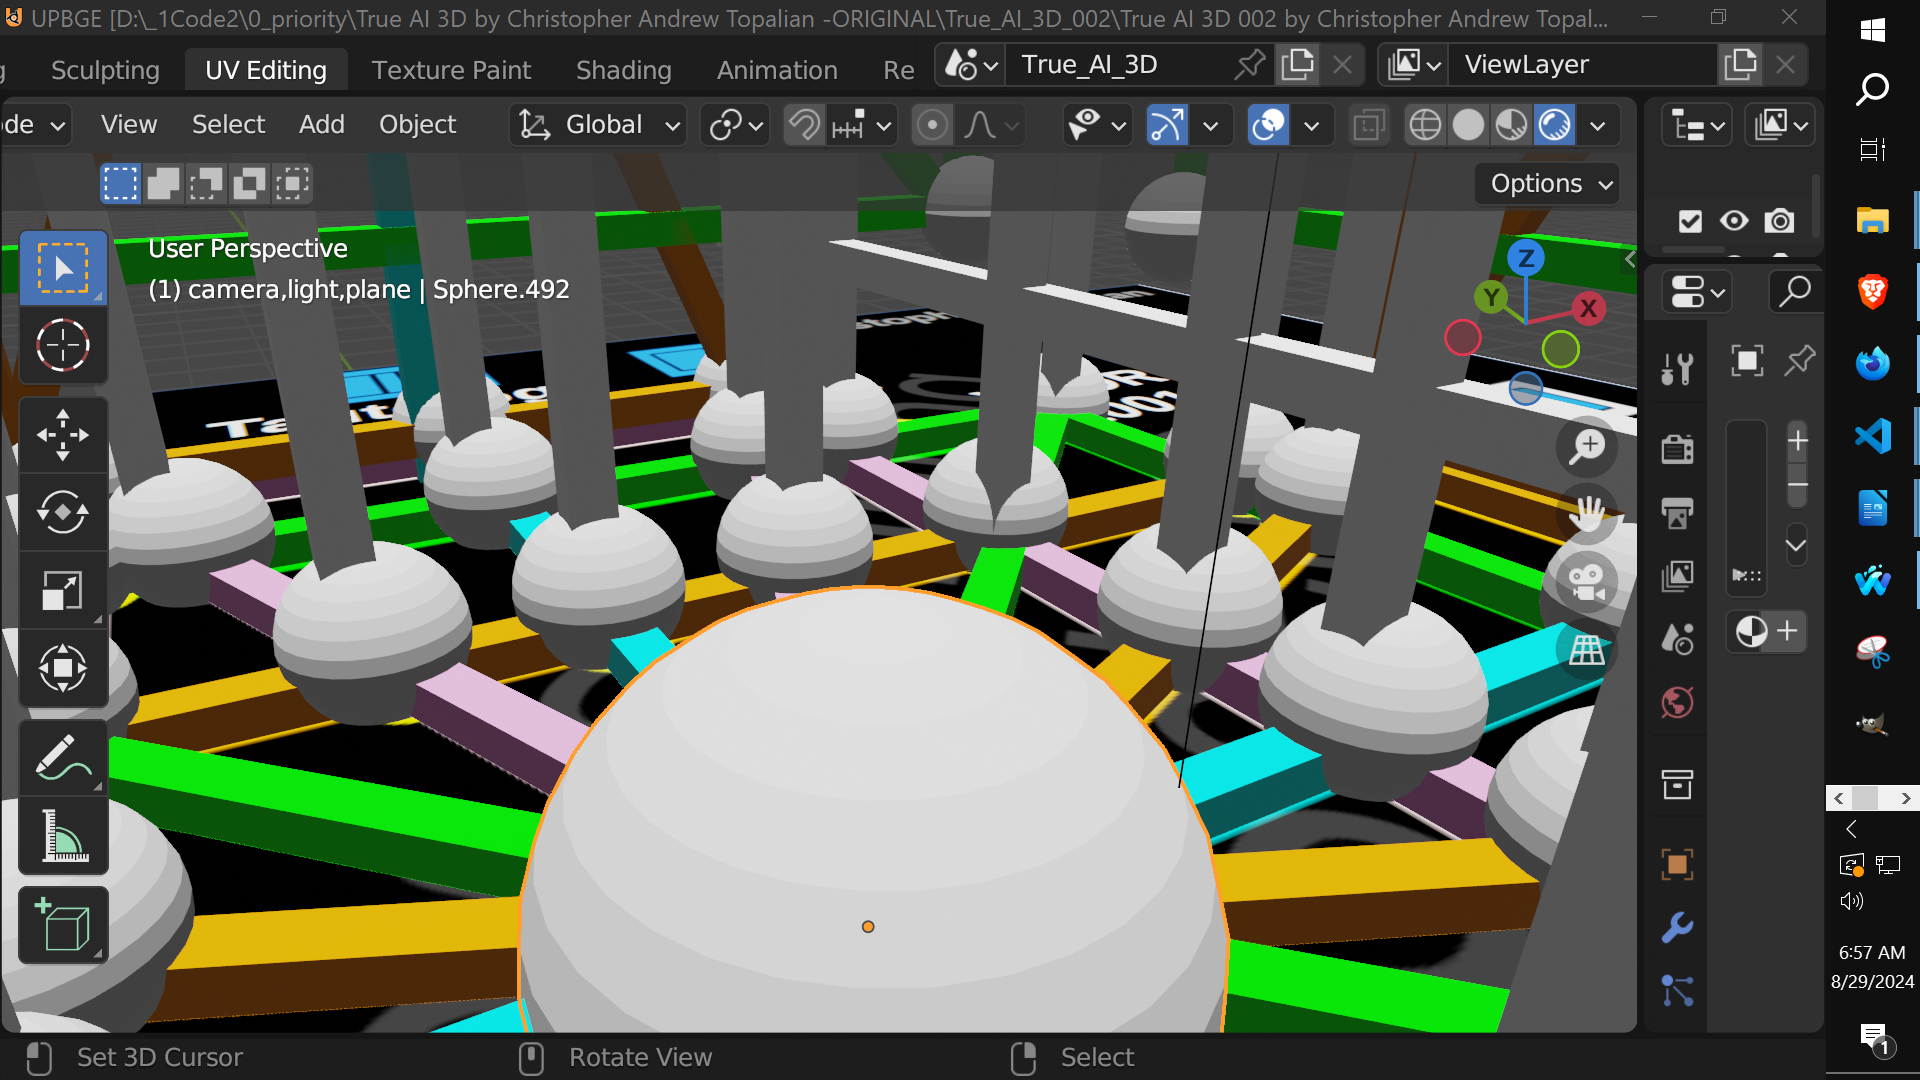 UPBGE [D:\_1Code2\0_priority\True AI 3D by Christopher Andrew Topalian -ORIGINAL\True_AI_3D_002\True AI 3D 002 by Christopher Andrew Topal...
Sculpting UV Editing Texture Paint Shading Animation Re True_AI_3D ViewLayer
de View Select Add Object Global
Options
User Perspective
(1) camera,light,plane | Sphere.492
Z
Y
X
Set 3D Cursor Rotate View Select
6:57 AM
8/29/2024
1